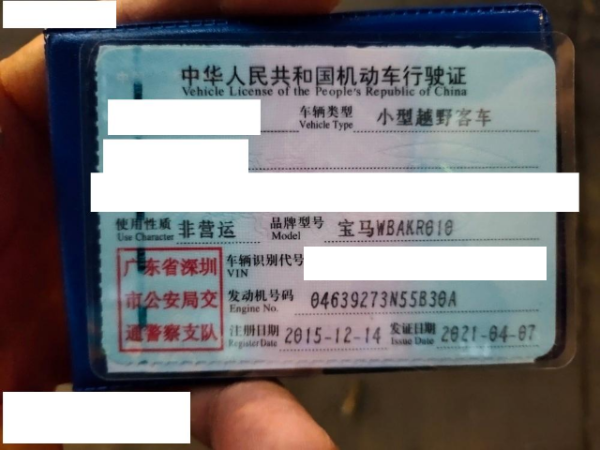 中华人民共和国机动车行驶证
Vehicle License of the People's Republic of China
车辆类型 小型越野客车
Vehicle Type
使用性质 非营运 品牌型号 宝马WBAKR010
Use Character Model
广东省深圳
市公安局交
通警察支队
车辆识别代号
VIN
发动机号码 04639273N55B30A
Engine No.
注册日期 2015-12-14 发证日期 2021-04-07
Register Date Issue Date